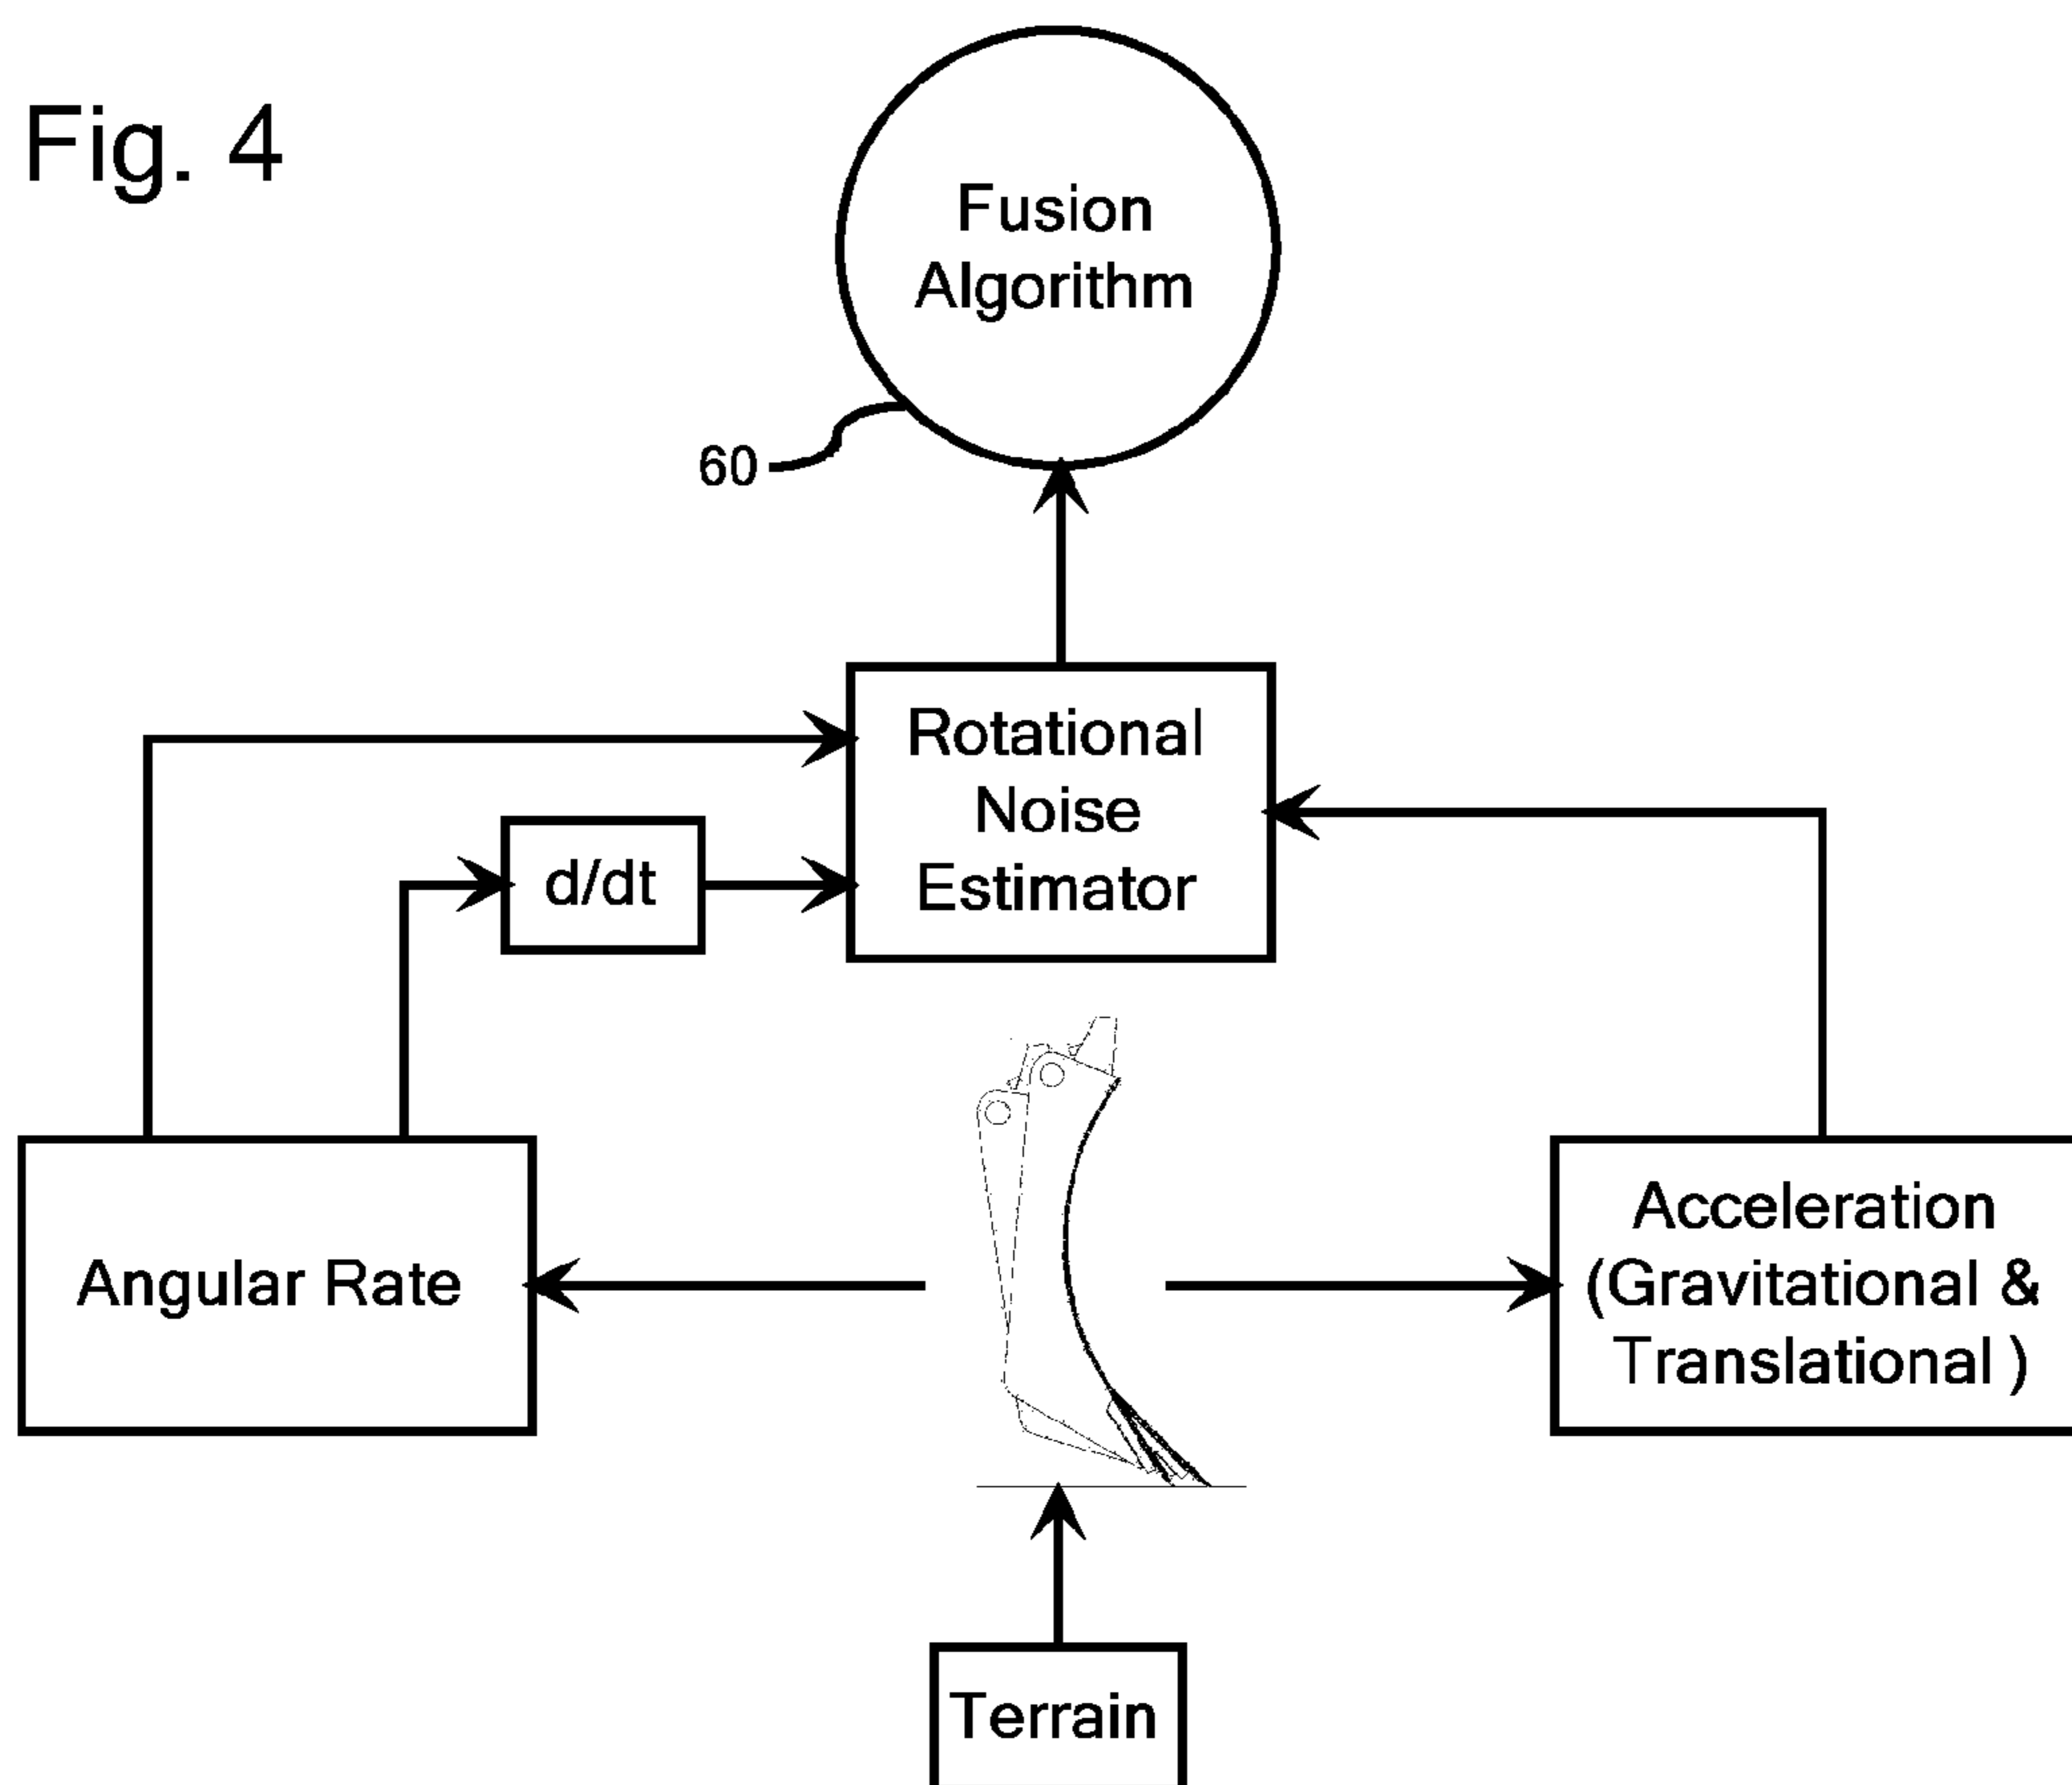 Fig. 4
Fusion
Algorithm
60
Rotational
Noise
Estimator
d/dt
Angular Rate
Acceleration
(Gravitational &
Translational )
Terrain